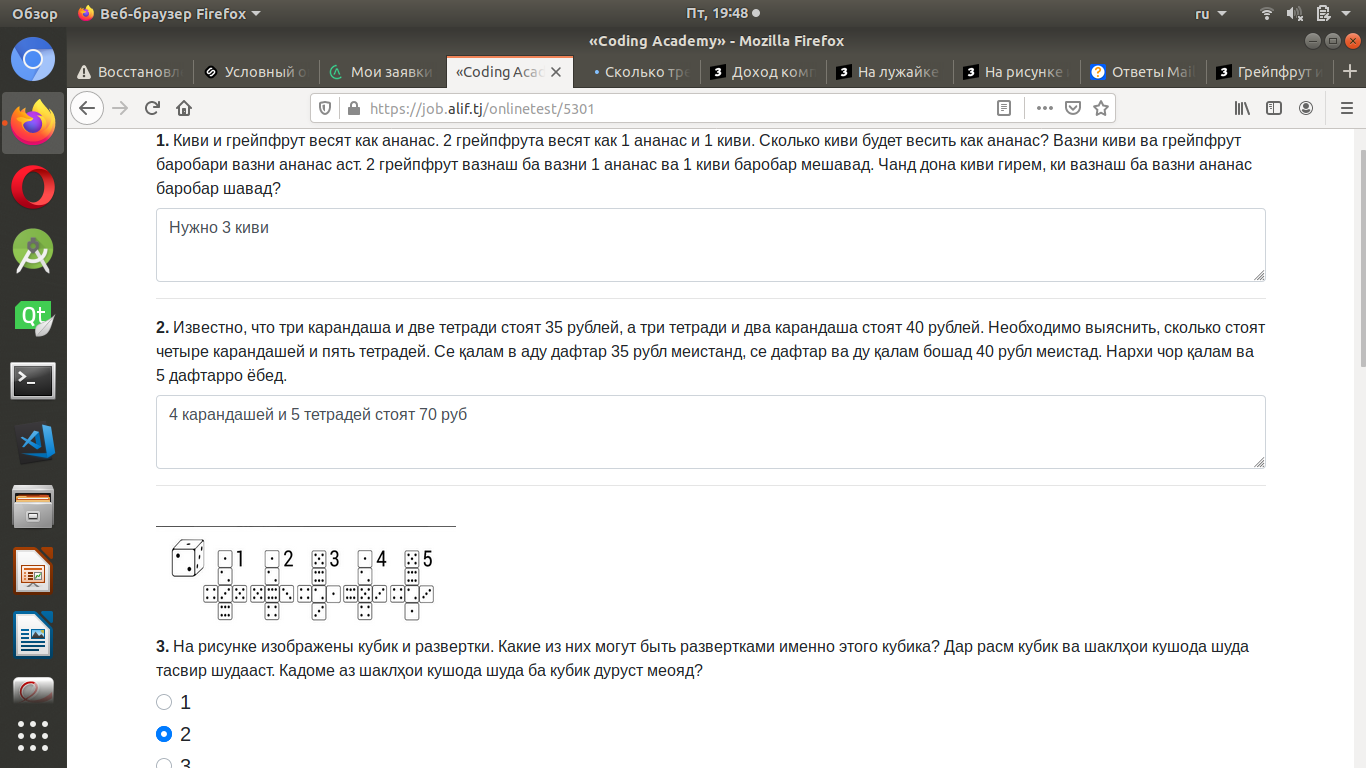 Обзор
Веб-браузер Firefox
Пт, 19:48
ru
«Coding Academy» - Mozilla Firefox
Восстановл
Условный о
Мои заявки
«Coding Acad
Сколько тре
Доход комп
На лужайке
На рисунке
Ответы Mail
Грейпфрут и
https://job.alif.tj/onlinetest/5301
1. Киви и грейпфрут весят как ананас. 2 грейпфрута весят как 1 ананас и 1 киви. Сколько киви будет весить как ананас? Вазни киви ва грейпфрут
баробари вазни ананас аст. 2 грейпфрут вазнаш ба вазни 1 ананас ва 1 киви баробар мешавад. Чанд дона киви гирем, ки вазнаш ба вазни ананас
баробар шавад?
Нужно 3 киви
2. Известно, что три карандаша и две тетради стоят 35 рублей, а три тетради и два карандаша стоят 40 рублей. Необходимо выяснить, сколько стоят
четыре карандашей и пять тетрадей. Се қалам в аду дафтар 35 рубл меистанд, се дафтар ва ду қалам бошад 40 рубл меистад. Нархи чор қалам ва
5 дафтарро ёбед.
4 карандашей и 5 тетрадей стоят 70 руб
1 2 3 4 5
3. На рисунке изображены кубик и развертки. Какие из них могут быть развертками именно этого кубика? Дар расм кубик ва шаклҳои кушода шуда
тасвир шудааст. Кадоме аз шаклҳои кушода шуда ба кубик дуруст меояд?
1
2
3